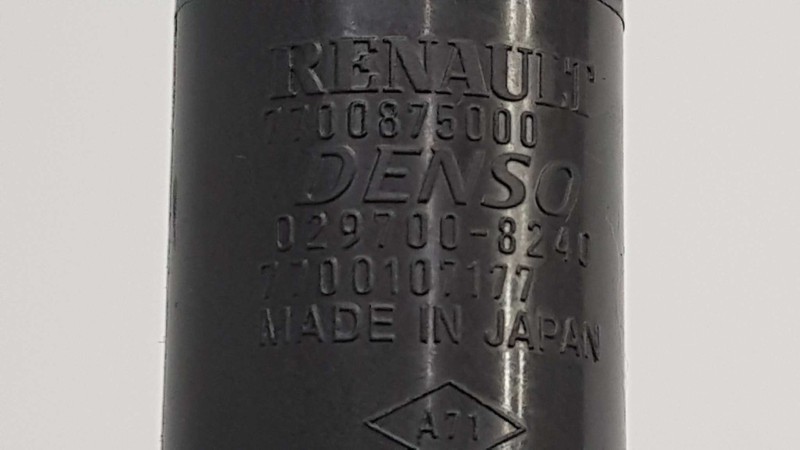 RENAULT
7700875000
DENSO
029700-8240
7700107177
MADE IN JAPAN
A71